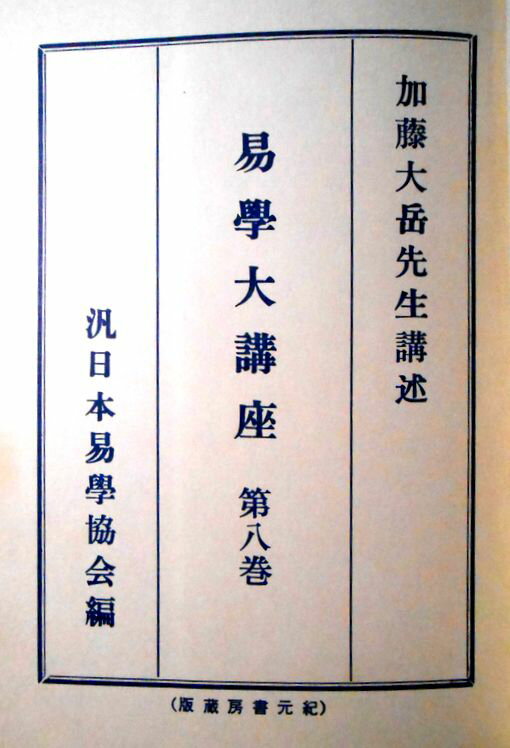 加藤大岳先生講述
易學大講座 第八巻
汎日本易學協会編
(紀元書房蔵版)